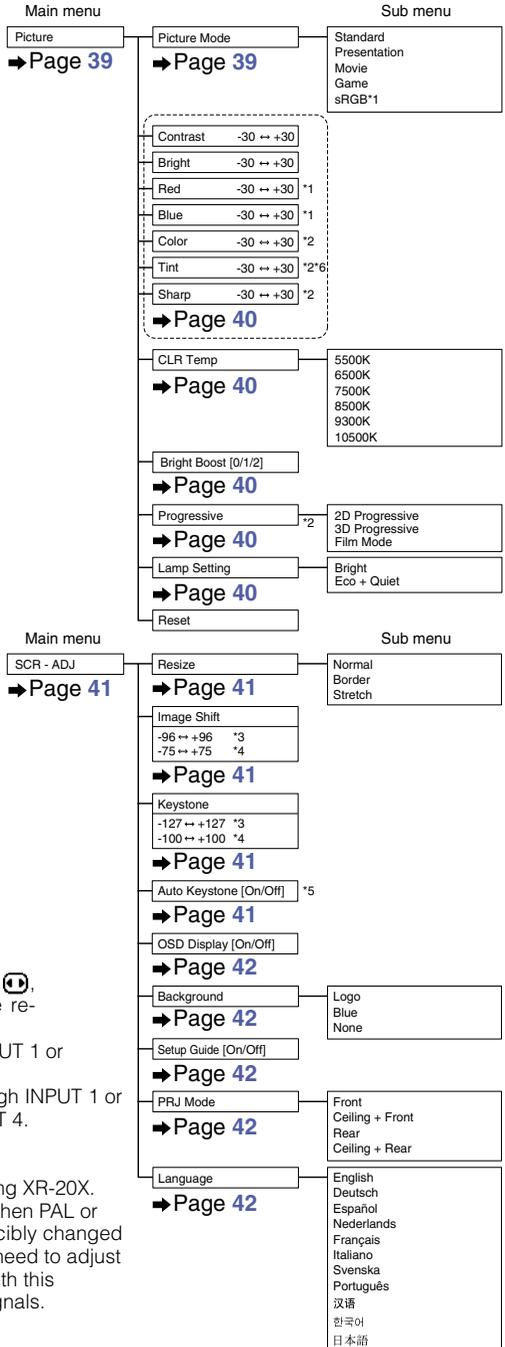 Main menu
Sub menu
Picture
➡Page 39
Picture Mode
➡Page 39
Standard
Presentation
Movie
Game
sRGB*1
Contrast -30 ↔ +30
Bright -30 ↔ +30
Red -30 ↔ +30 *1
Blue -30 ↔ +30 *1
Color -30 ↔ +30 *2
Tint -30 ↔ +30 *2*6
Sharp -30 ↔ +30 *2
➡Page 40
CLR Temp
➡Page 40
5500K
6500K
7500K
8500K
9300K
10500K
Bright Boost [0/1/2]
➡Page 40
Progressive *2
➡Page 40
2D Progressive
3D Progressive
Film Mode
Lamp Setting
➡Page 40
Bright
Eco + Quiet
Reset
Main menu
Sub menu
SCR - ADJ
➡Page 41
Resize
➡Page 41
Normal
Border
Stretch
Image Shift
-96 ↔ +96 *3
-75 ↔ +75 *4
➡Page 41
Keystone
-127 ↔ +127 *3
-100 ↔ +100 *4
➡Page 41
Auto Keystone [On/Off] *5
➡Page 41
OSD Display [On/Off]
➡Page 42
Background
➡Page 42
Logo
Blue
None
Setup Guide [On/Off]
➡Page 42
PRJ Mode
➡Page 42
Front
Ceiling + Front
Rear
Ceiling + Rear
Language
➡Page 42
English
Deutsch
Español
Nederlands
Français
Italiano
Svenska
Português
汉语
한국어
日本語
,
e re-
UT 1 or
gh INPUT 1 or
T 4.
ng XR-20X.
hen PAL or
cibly changed
need to adjust
th this
gnals.